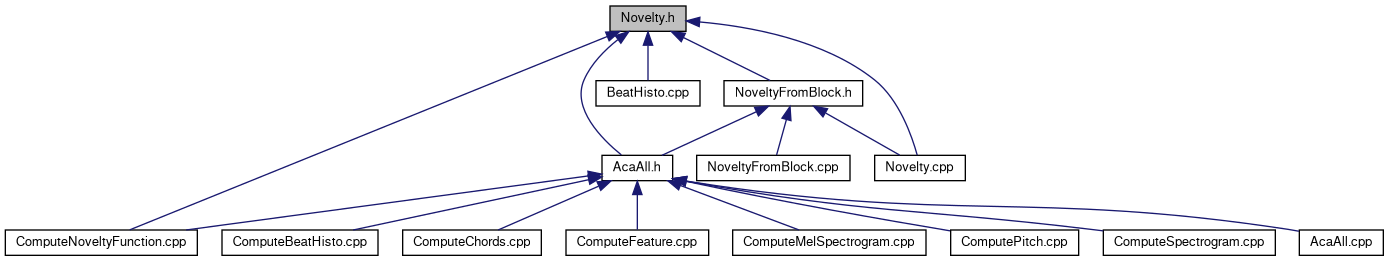 Novelty.h
BeatHisto.cpp
NoveltyFromBlock.h
AcaAll.h
NoveltyFromBlock.cpp
Novelty.cpp
ComputeNoveltyFunction.cpp
ComputeBeatHisto.cpp
ComputeChords.cpp
ComputeFeature.cpp
ComputeMelSpectrogram.cpp
ComputePitch.cpp
ComputeSpectrogram.cpp
AcaAll.cpp